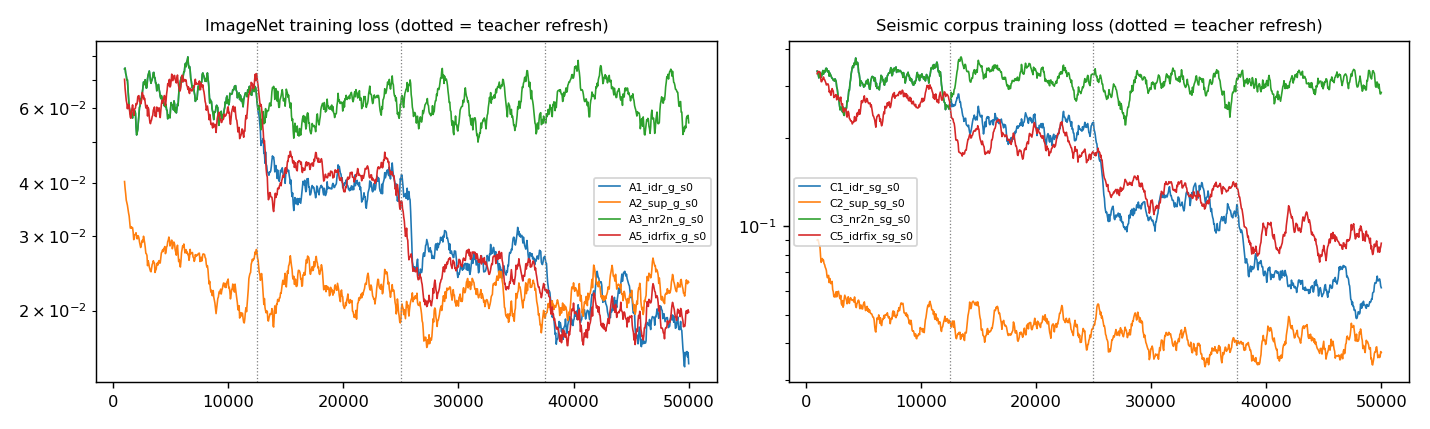 ImageNet training loss (dotted = teacher refresh)
6 × 10⁻²
4 × 10⁻²
3 × 10⁻²
2 × 10⁻²
A1_idr_g_s0
A2_sup_g_s0
A3_nr2n_g_s0
A5_idrfix_g_s0
0 10000 20000 30000 40000 50000
Seismic corpus training loss (dotted = teacher refresh)
10⁻¹
C1_idr_sg_s0
C2_sup_sg_s0
C3_nr2n_sg_s0
C5_idrfix_sg_s0
0 10000 20000 30000 40000 50000